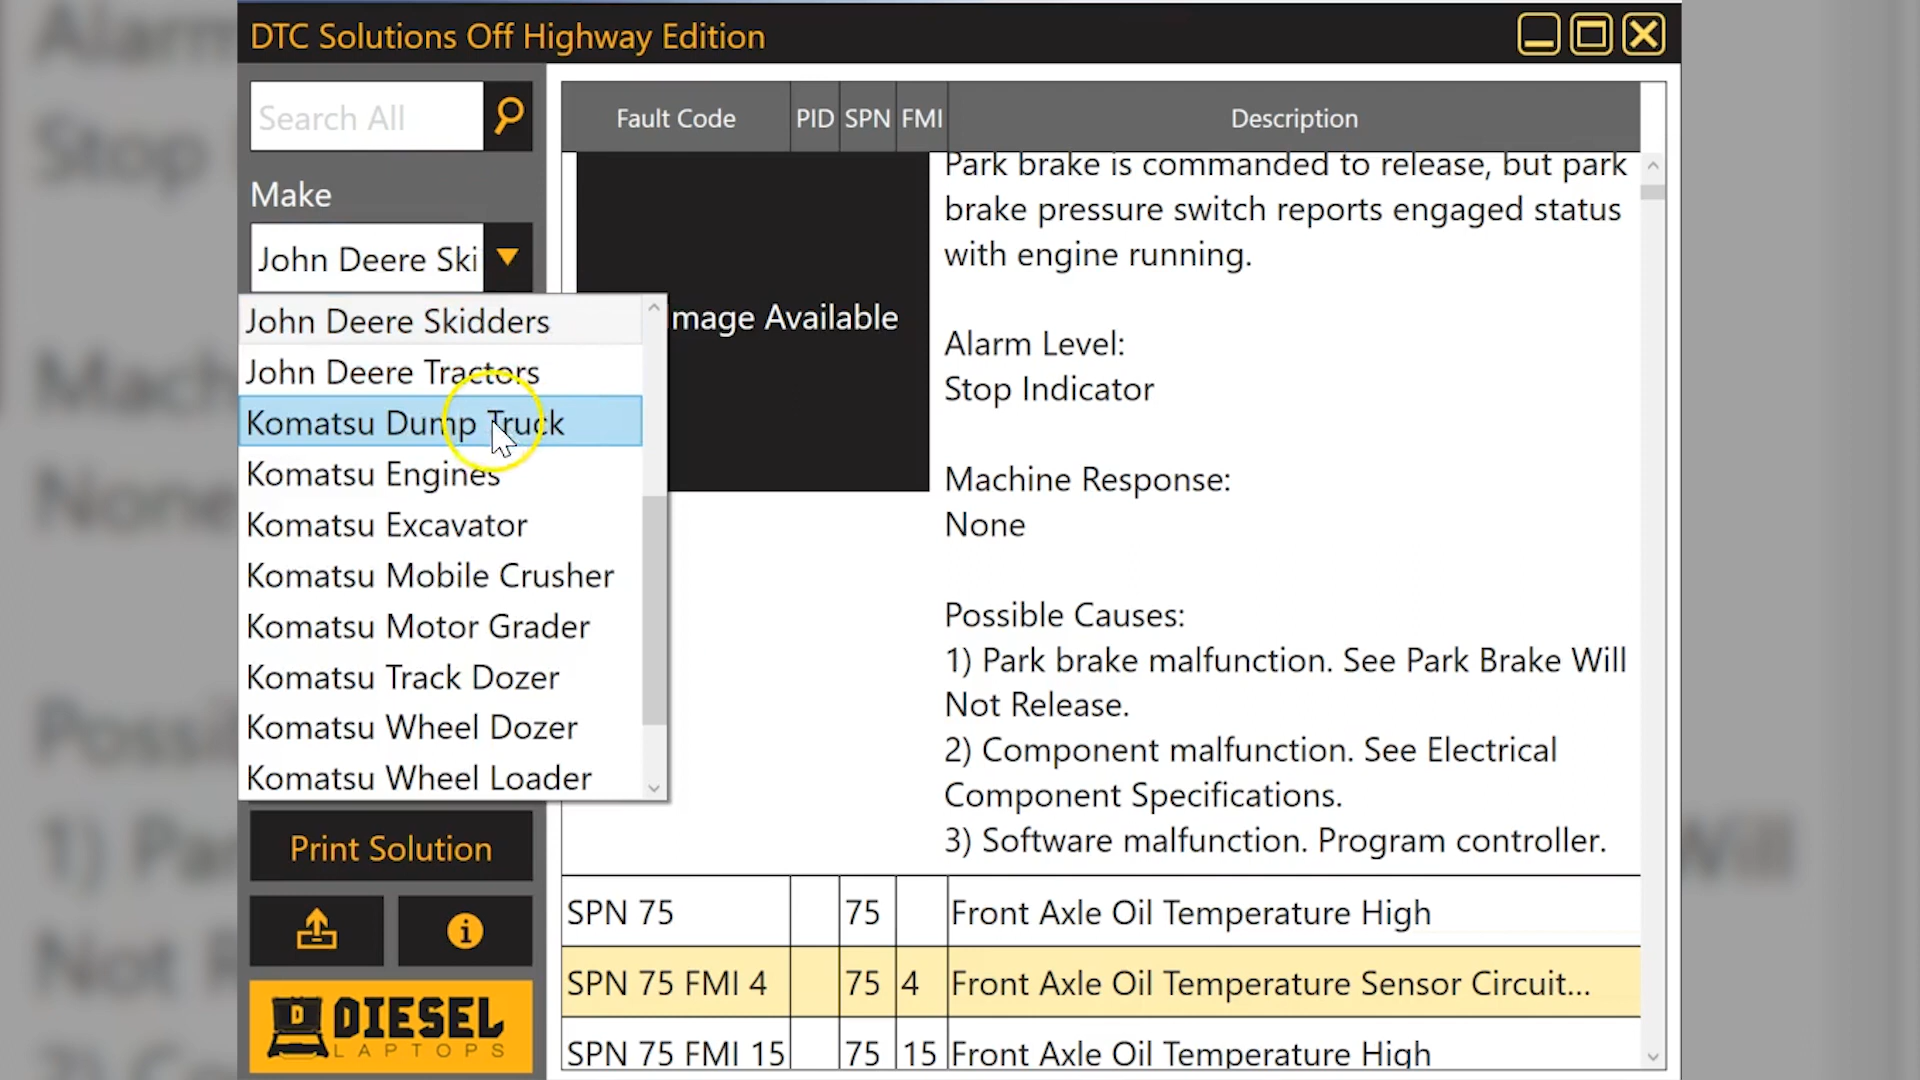 DTC Solutions Off Highway Edition
Search All
Make
John Deere Ski
John Deere Skidders
John Deere Tractors
Komatsu Dump Truck
Komatsu Engines
Komatsu Excavator
Komatsu Mobile Crusher
Komatsu Motor Grader
Komatsu Track Dozer
Komatsu Wheel Dozer
Komatsu Wheel Loader
Print Solution
DIESEL
LAPTOPS
Fault Code PID SPN FMI Description
Image Available
Park brake is commanded to release, but park
brake pressure switch reports engaged status
with engine running.
Alarm Level:
Stop Indicator
Machine Response:
None
Possible Causes:
1) Park brake malfunction. See Park Brake Will
Not Release.
2) Component malfunction. See Electrical
Component Specifications.
3) Software malfunction. Program controller.
SPN 75 75 Front Axle Oil Temperature High
SPN 75 FMI 4 75 4 Front Axle Oil Temperature Sensor Circuit...
SPN 75 FMI 15 75 15 Front Axle Oil Temperature High